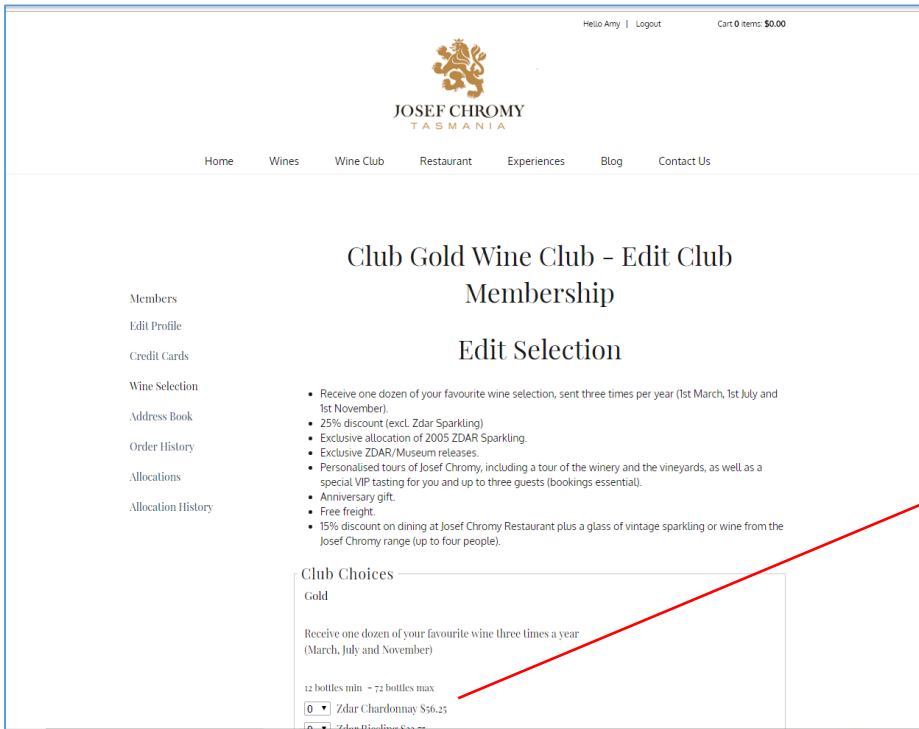 Hello Amy | Logout Cart 0 items: $0.00
JOSEF CHROMY
TASMANIA
Home Wines Wine Club Restaurant Experiences Blog Contact Us
Club Gold Wine Club - Edit Club
Membership
Members
Edit Profile
Credit Cards
Wine Selection
Address Book
Order History
Allocations
Allocation History
Edit Selection
• Receive one dozen of your favourite wine selection, sent three times per year (1st March, 1st July and
1st November).
• 25% discount (excl. Zdar Sparkling)
• Exclusive allocation of 2005 ZDAR Sparkling.
• Exclusive ZDAR/Museum releases.
• Personalised tours of Josef Chromy, including a tour of the winery and the vineyards, as well as a
special VIP tasting for you and up to three guests (bookings essential).
• Anniversary gift.
• Free freight.
• 15% discount on dining at Josef Chromy Restaurant plus a glass of vintage sparkling or wine from the
Josef Chromy range (up to four people).
Club Choices
Gold
Receive one dozen of your favourite wine three times a year
(March, July and November)
12 bottles min - 72 bottles max
0 Zdar Chardonnay $56.25
0 Zdar Riesling